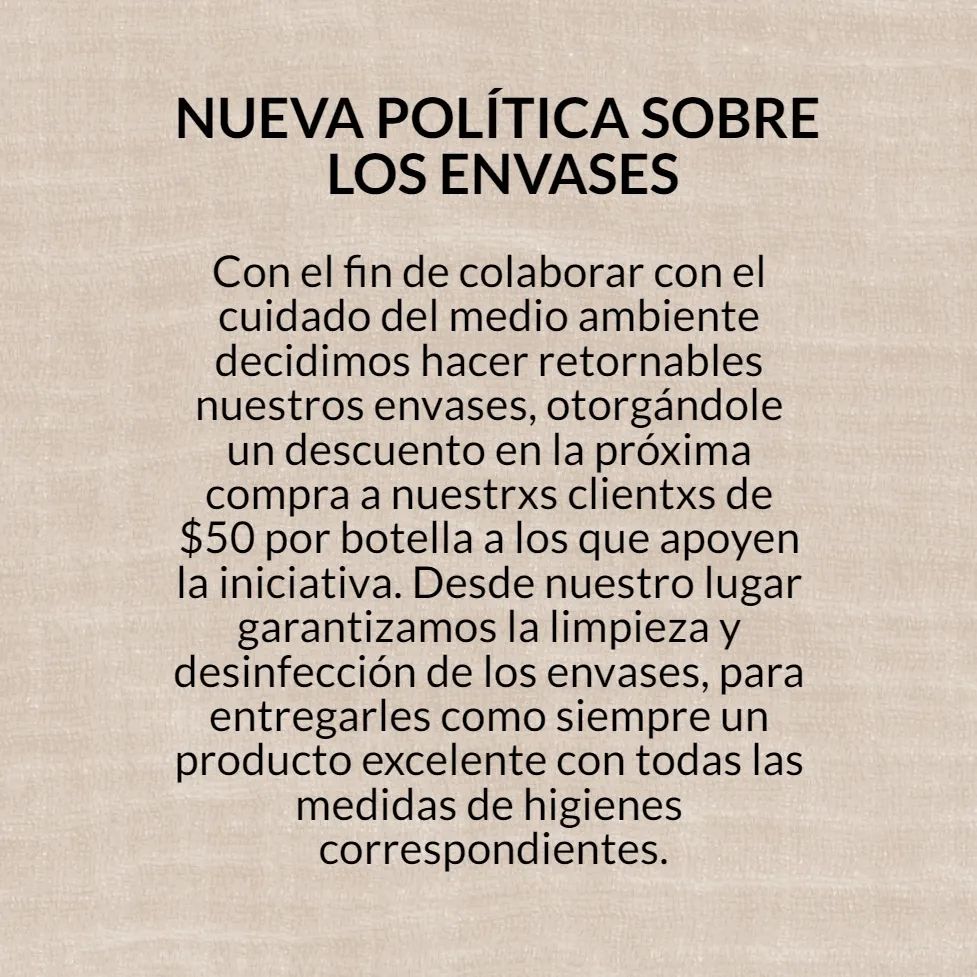 NUEVA POLÍTICA SOBRE
LOS ENVASES
Con el fin de colaborar con el
cuidado del medio ambiente
decidimos hacer retornables
nuestros envases, otorgándole
un descuento en la próxima
compra a nuestrxs clientxs de
$50 por botella a los que apoyen
la iniciativa. Desde nuestro lugar
garantizamos la limpieza y
desinfección de los envases, para
entregarles como siempre un
producto excelente con todas las
medidas de higienes
correspondientes.